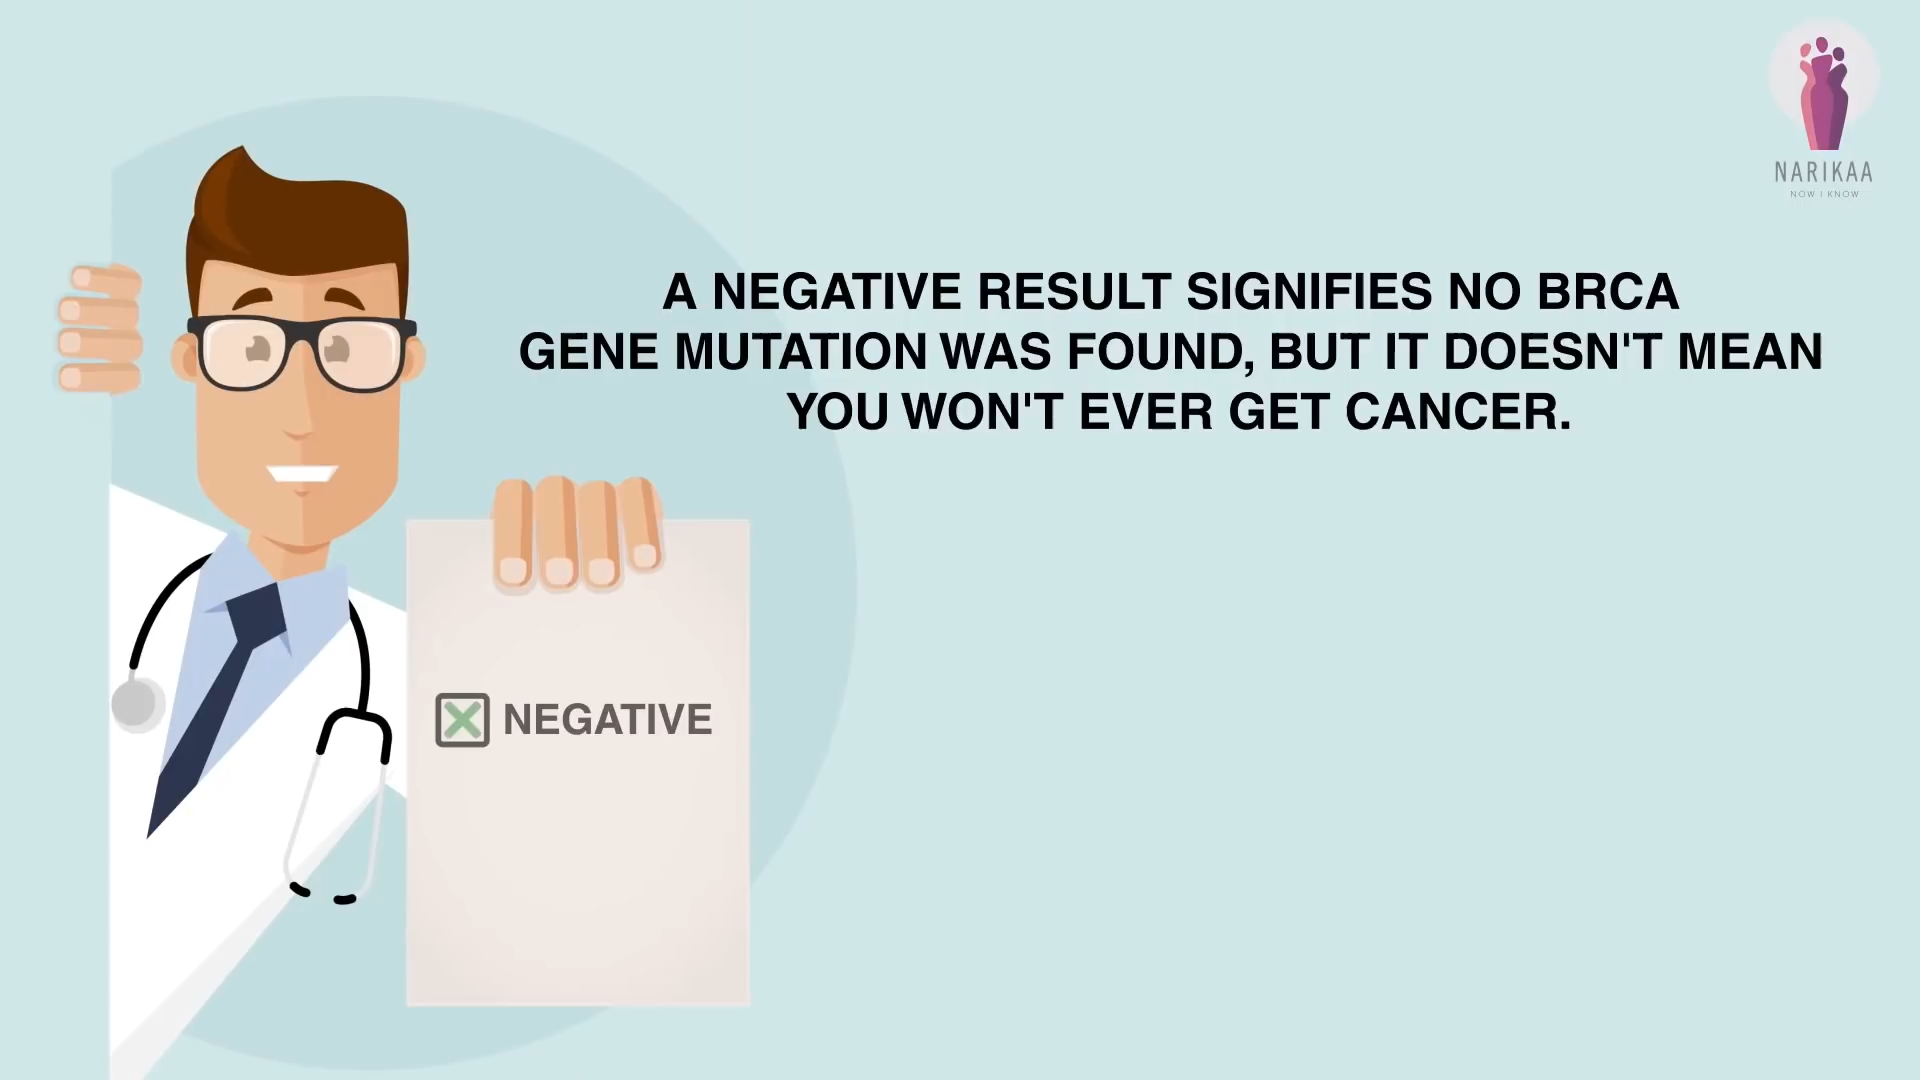 NARIKAA
NOW I KNOW
A NEGATIVE RESULT SIGNIFIES NO BRCA
GENE MUTATION WAS FOUND, BUT IT DOESN'T MEAN
YOU WON'T EVER GET CANCER.
NEGATIVE